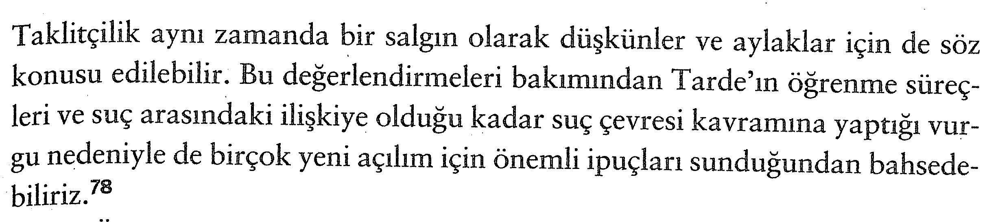 Taklitçilik aynı zamanda bir salgın olarak düşkünler ve aylaklar için de söz
konusu edilebilir. Bu değerlendirmeleri bakımından Tarde’ın öğrenme süreç-
leri ve suç arasındaki ilişkiye olduğu kadar suç çevresi kavramına yaptığı vur-
gu nedeniyle de birçok yeni açılım için önemli ipuçları sunduğundan bahsede-
biliriz.78